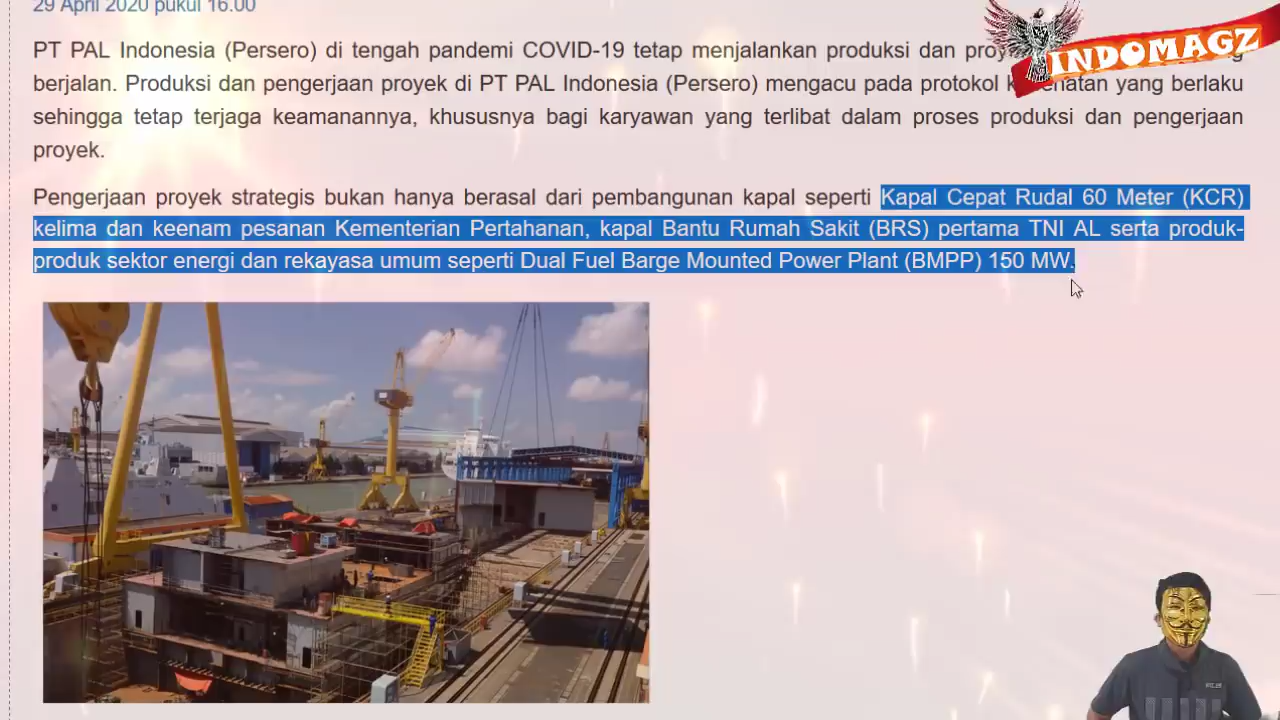 29 April 2020 pukul 16.00
INDOMAGZ
PT PAL Indonesia (Persero) di tengah pandemi COVID-19 tetap menjalankan produksi dan
berjalan. Produksi dan pengerjaan proyek di PT PAL Indonesia (Persero) mengacu pada protokol yang berlaku
sehingga tetap terjaga keamanannya, khususnya bagi karyawan yang terlibat dalam proses produksi dan pengerjaan
proyek.
Pengerjaan proyek strategis bukan hanya berasal dari pembangunan kapal seperti Kapal Cepat Rudal 60 Meter (KCR)
kelima dan keenam pesanan Kementerian Pertahanan, kapal Bantu Rumah Sakit (BRS) pertama TNI AL serta produk-
produk sektor energi dan rekayasa umum seperti Dual Fuel Barge Mounted Power Plant (BMPP) 150 MW.